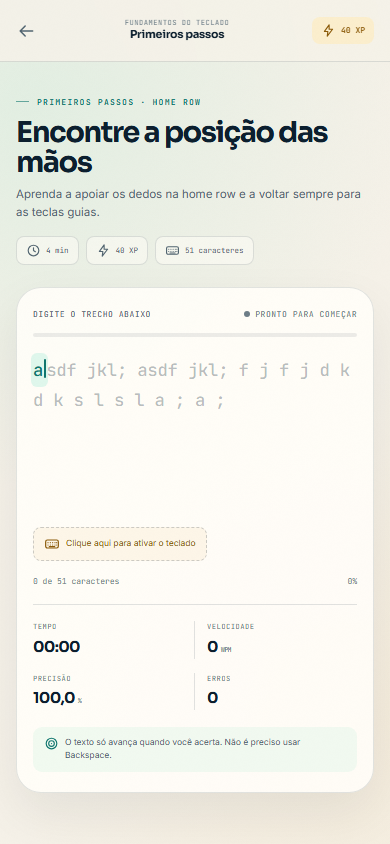 FUNDAMENTOS DO TECLADO
Primeiros passos
40 XP
PRIMEIROS PASSOS · HOME ROW
Encontre a posição das
mãos
Aprenda a apoiar os dedos na home row e a voltar sempre para
as teclas guias.
4 min
40 XP
51 caracteres
DIGITE O TRECHO ABAIXO
PRONTO PARA COMEÇAR
asdf jkl; asdf jkl; f j f j d k
d k s l s l a ; a ;
Clique aqui para ativar o teclado
0 de 51 caracteres
0%
TEMPO
VELOCIDADE
00:00
0 WPM
PRECISÃO
ERROS
100,0 %
0
O texto só avança quando você acerta. Não é preciso usar
Backspace.